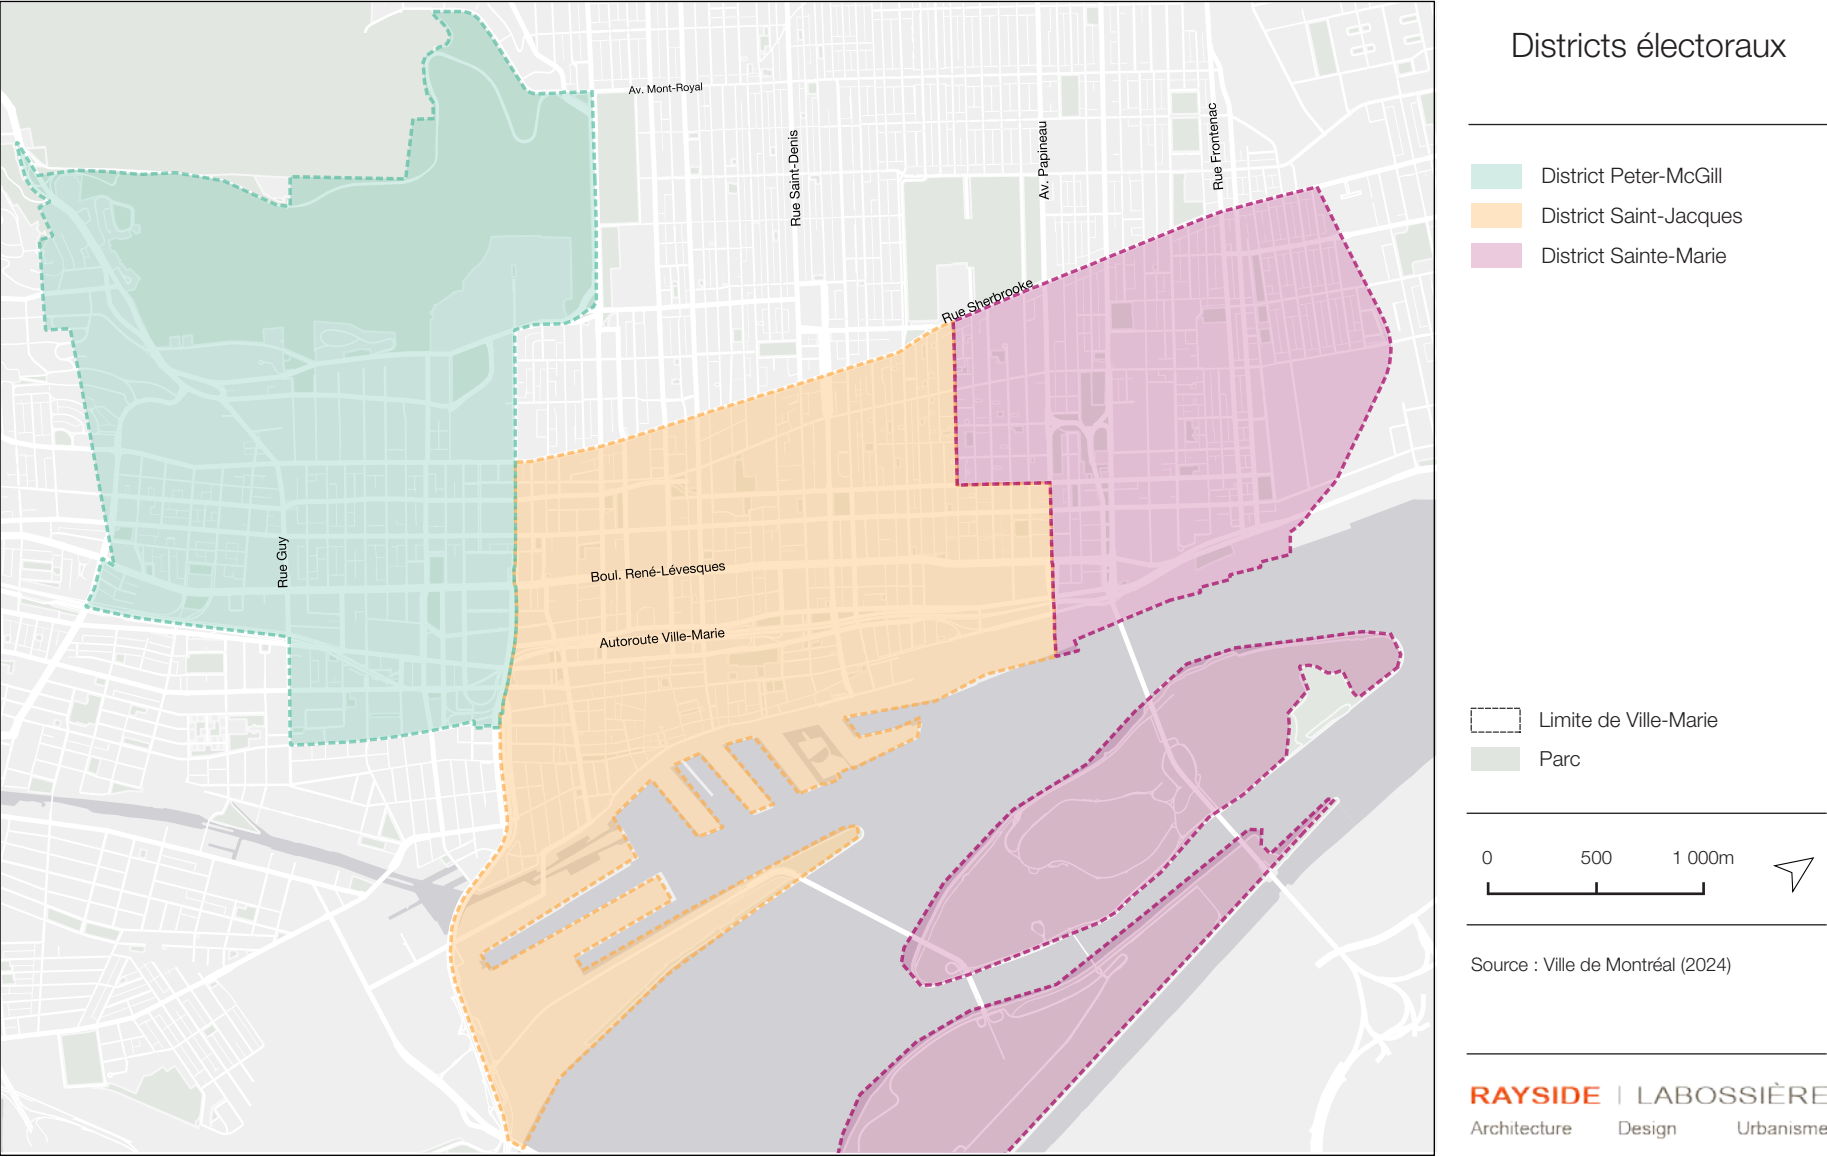 Districts électoraux
District Peter-McGill
District Saint-Jacques
District Sainte-Marie
Av. Mont-Royal
Rue Saint-Denis
Av. Papineau
Rue Frontenac
Rue Sherbrooke
Rue Guy
Boul. René-Lévesques
Autoroute Ville-Marie
Limite de Ville-Marie
Parc
0 500 1 000m
Source : Ville de Montréal (2024)
RAYSIDE | LABOSSIÈRE
Architecture Design Urbanisme